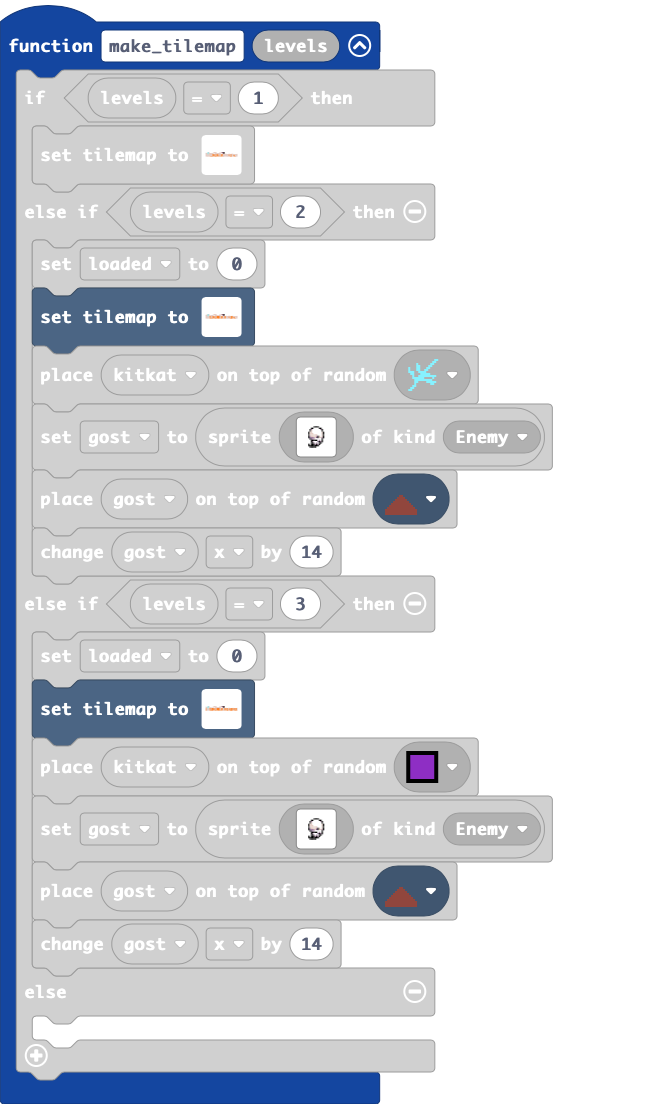 function make_tilemap levels
if levels = 1 then
set tilemap to
else if levels = 2 then
set loaded to 0
set tilemap to
place kitkat on top of random
set gost to sprite of kind Enemy
place gost on top of random
change gost x by 14
else if levels = 3 then
set loaded to 0
set tilemap to
place kitkat on top of random
set gost to sprite of kind Enemy
place gost on top of random
change gost x by 14
else